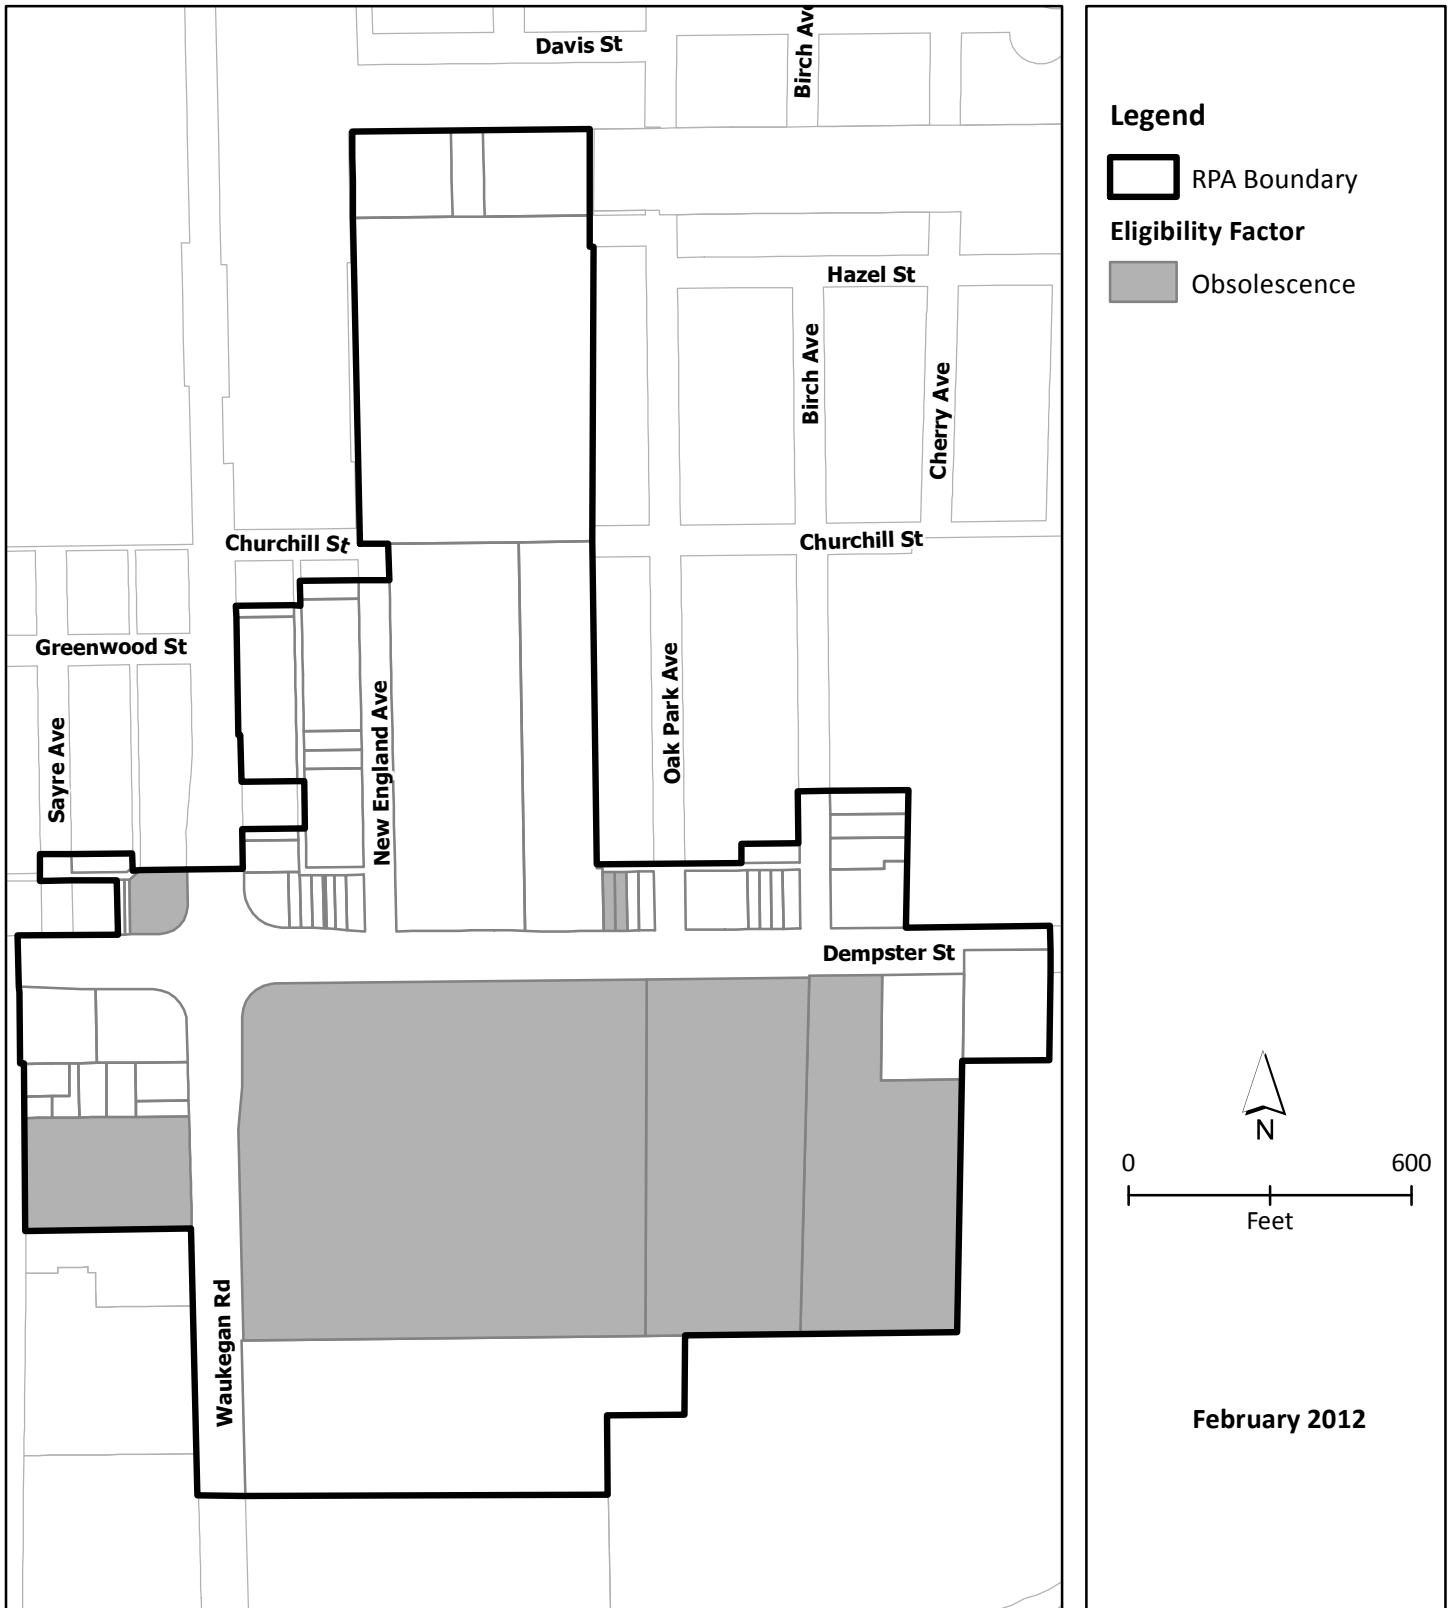 Davis St
Birch Ave
Hazel St
Birch Ave
Cherry Ave
Churchill St
Churchill St
Greenwood St
Sayre Ave
New England Ave
Oak Park Ave
Dempster St
Waukegan Rd
Legend
RPA Boundary
Eligibility Factor
Obsolescence
N
0 600
Feet
February 2012